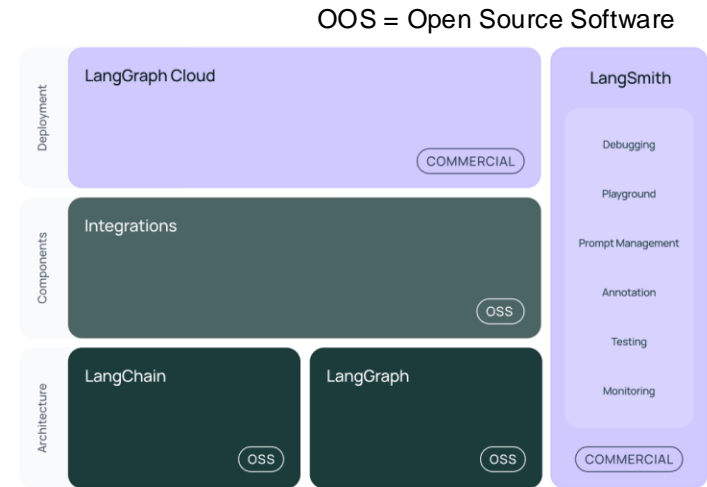 OOS = Open Source Software
Deployment
LangGraph Cloud
COMMERCIAL
Components
Integrations
OSS
Architecture
LangChain
OSS
LangGraph
OSS
LangSmith
Debugging
Playground
Prompt Management
Annotation
Testing
Monitoring
COMMERCIAL